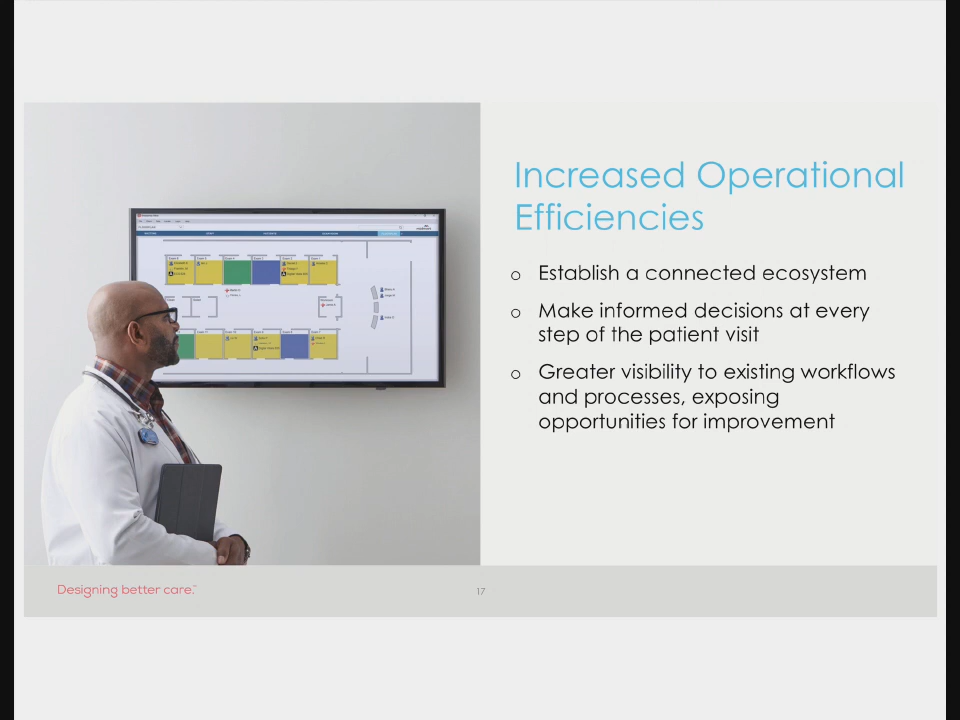 Increased Operational
Efficiencies
o Establish a connected ecosystem
o Make informed decisions at every
step of the patient visit
o Greater visibility to existing workflows
and processes, exposing
opportunities for improvement
Designing better care.™
17